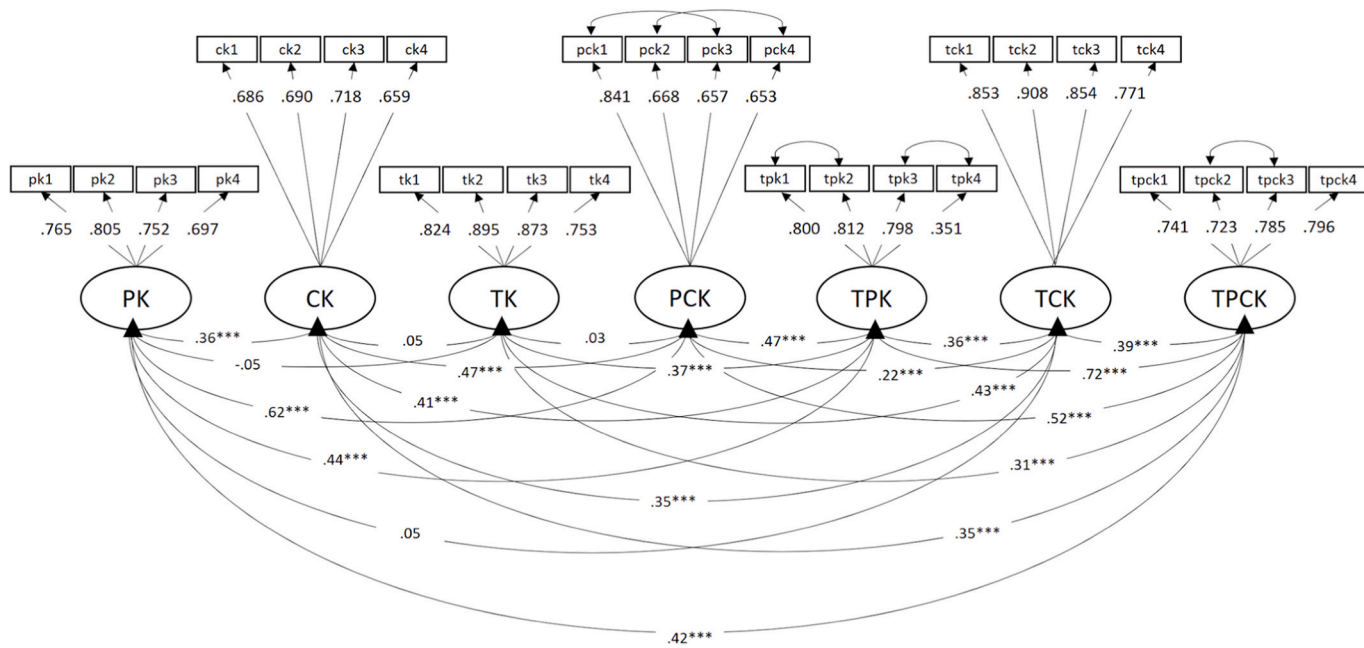 ck1 ck2 ck3 ck4 pck1 pck2 pck3 pck4 tck1 tck2 tck3 tck4
.686 .690 .718 .659 .841 .668 .657 .653 .853 .908 .854 .771
pk1 pk2 pk3 pk4 tk1 tk2 tk3 tk4 tpk1 tpk2 tpk3 tpk4 tpck1 tpck2 tpck3 tpck4
.765 .805 .752 .697 .824 .895 .873 .753 .800 .812 .798 .351 .741 .723 .785 .796
PK CK TK PCK TPK TCK TPCK
.36*** .05 .03 .47*** .36*** .39***
-.05 .47*** .37*** .22*** .72***
.62*** .41*** .43*** .52***
.44*** .31***
.35***
.05 .35***
.42***